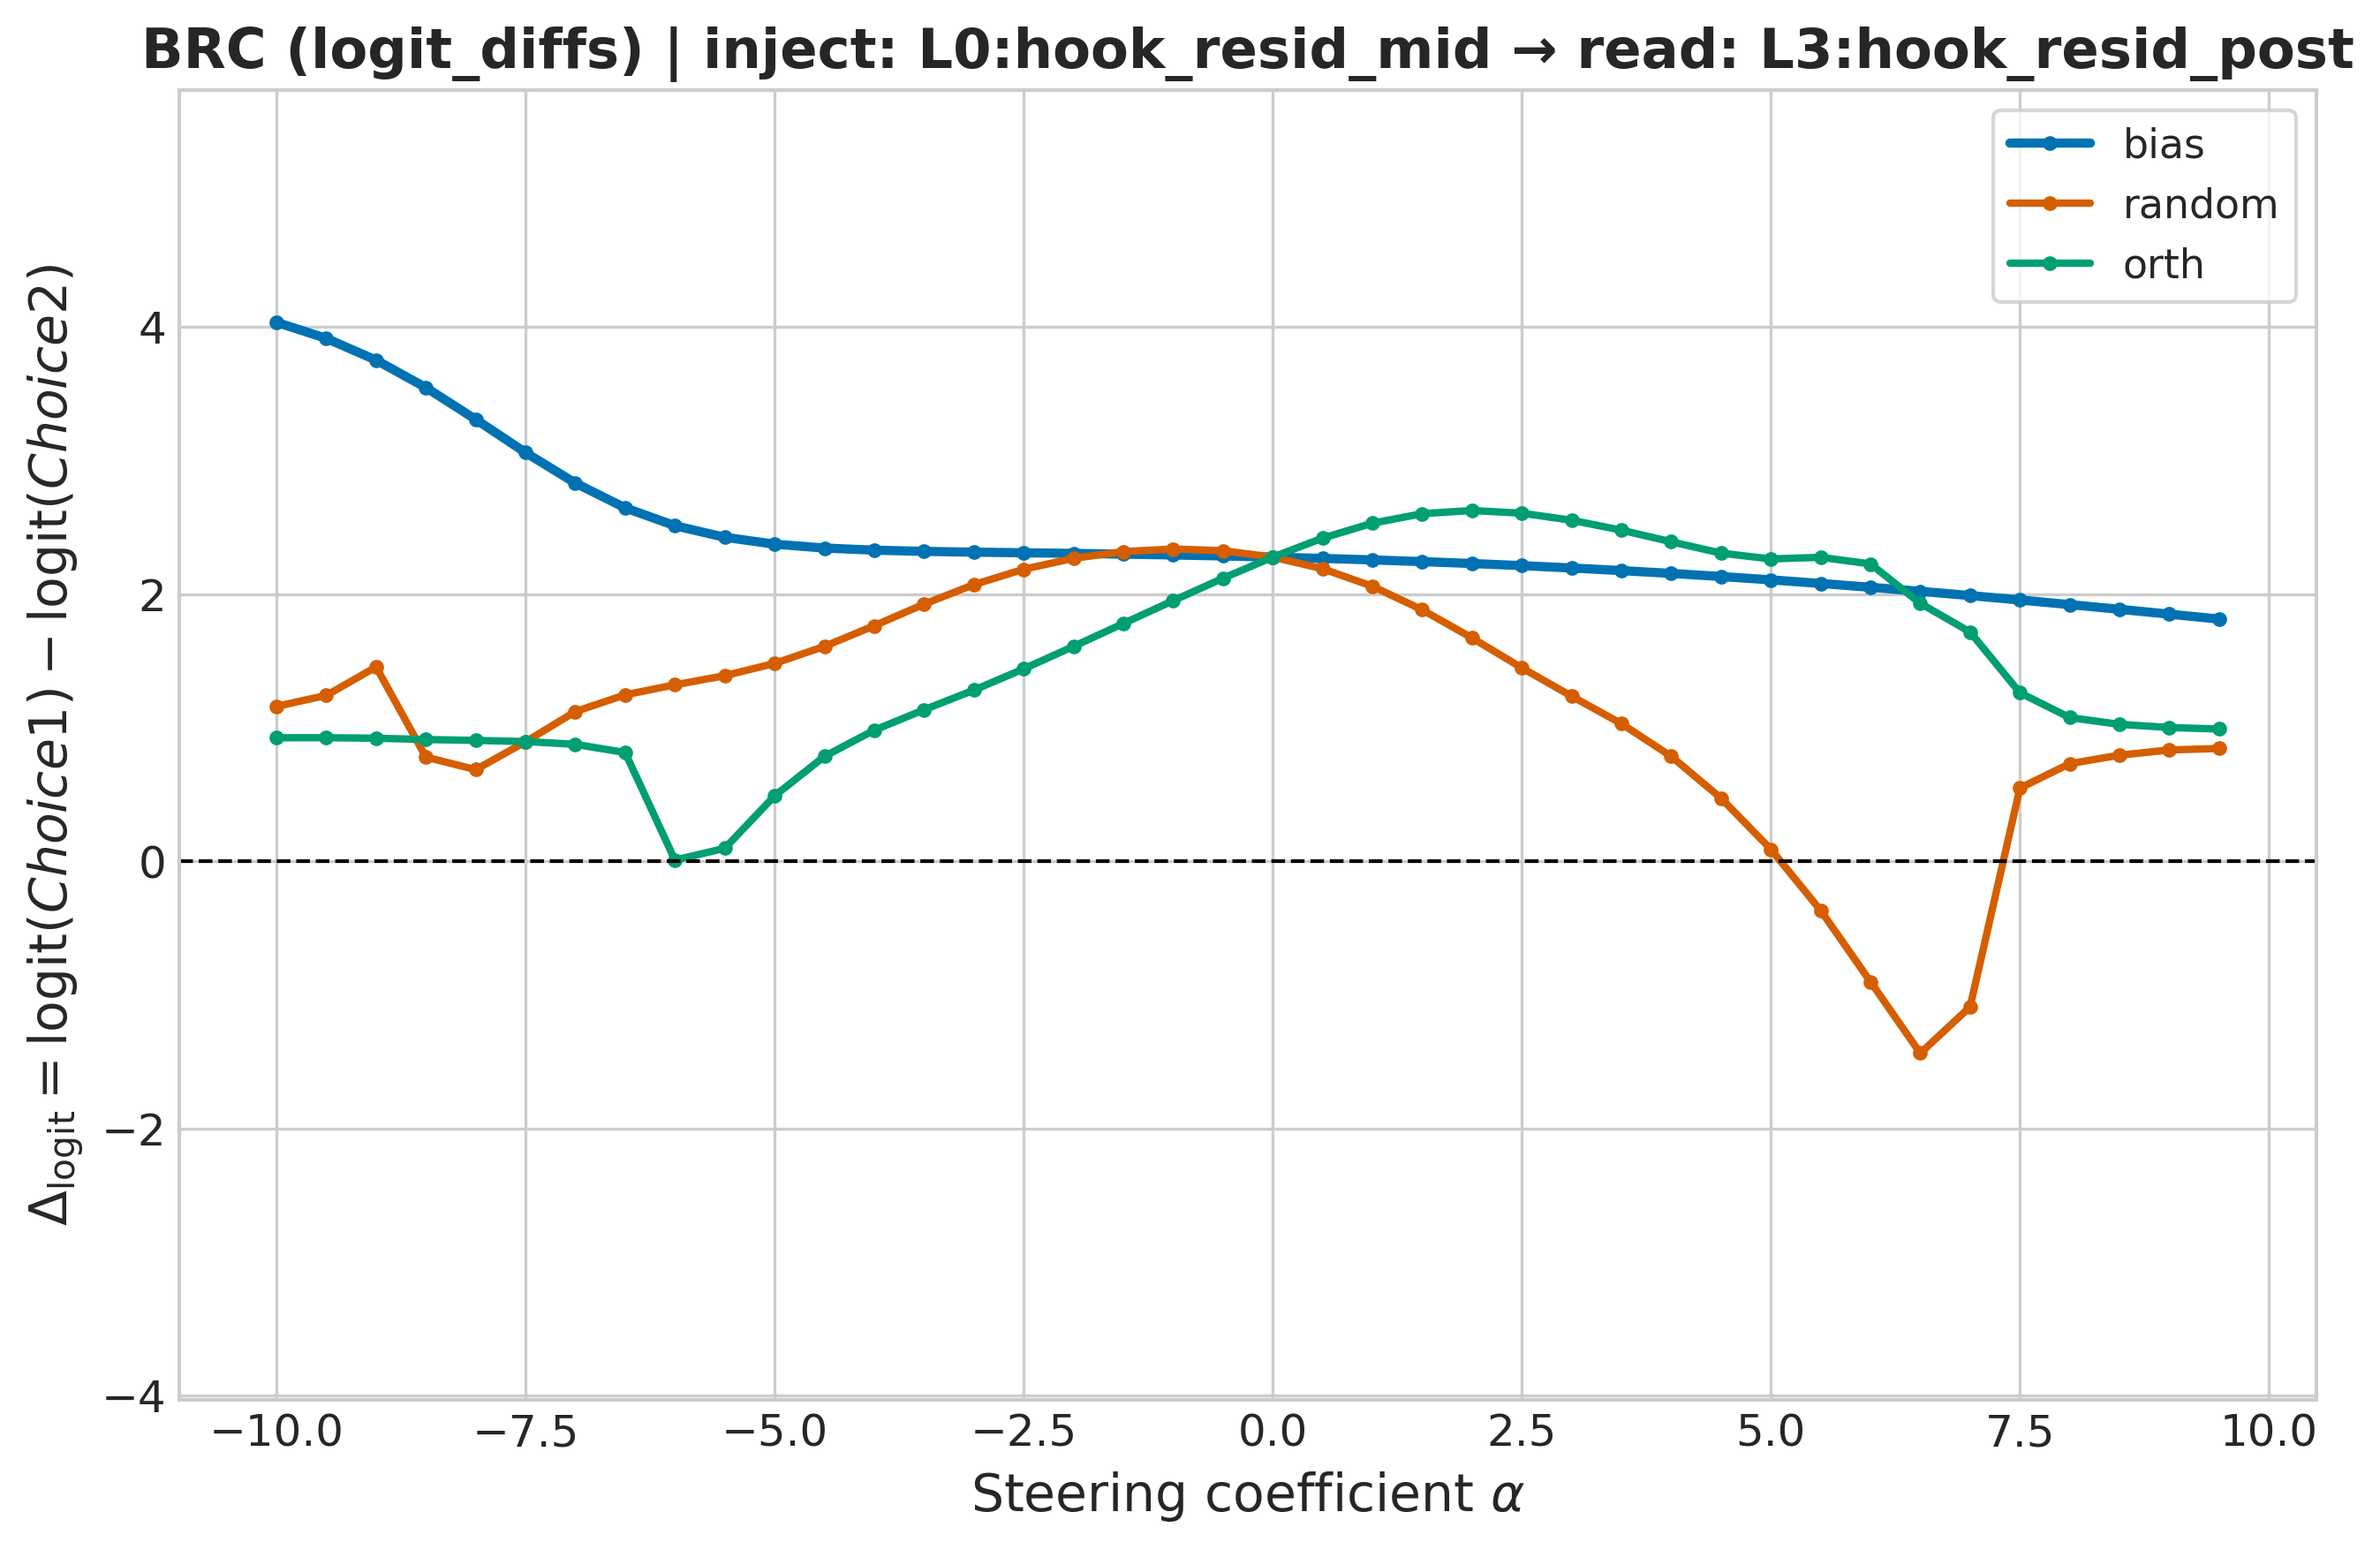 BRC (logit_diffs) | inject: L0:hook_resid_mid → read: L3:hook_resid_post
bias
random
orth
Δlogit = logit(Choice1) − logit(Choice2)
4
2
0
−2
−4
−10.0 −7.5 −5.0 −2.5 0.0 2.5 5.0 7.5 10.0
Steering coefficient α